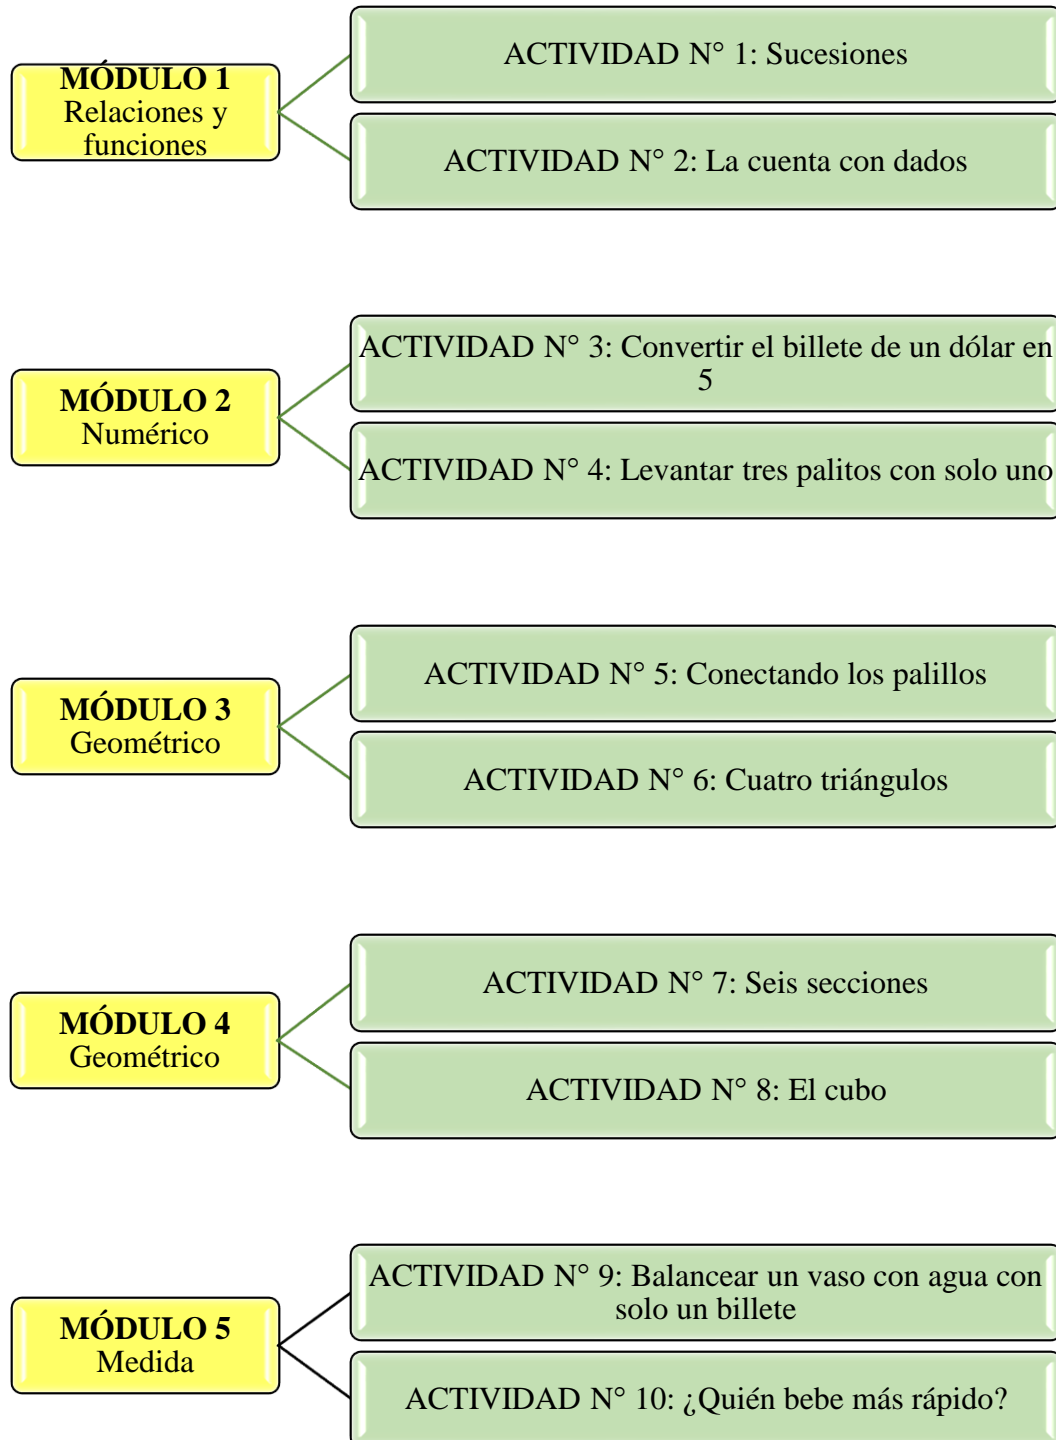 MÓDULO 1
Relaciones y
funciones
ACTIVIDAD N° 1: Sucesiones
ACTIVIDAD N° 2: La cuenta con dados
MÓDULO 2
Numérico
ACTIVIDAD N° 3: Convertir el billete de un dólar en
5
ACTIVIDAD N° 4: Levantar tres palitos con solo uno
MÓDULO 3
Geométrico
ACTIVIDAD N° 5: Conectando los palillos
ACTIVIDAD N° 6: Cuatro triángulos
MÓDULO 4
Geométrico
ACTIVIDAD N° 7: Seis secciones
ACTIVIDAD N° 8: El cubo
MÓDULO 5
Medida
ACTIVIDAD N° 9: Balancear un vaso con agua con
solo un billete
ACTIVIDAD N° 10: ¿Quién bebe más rápido?